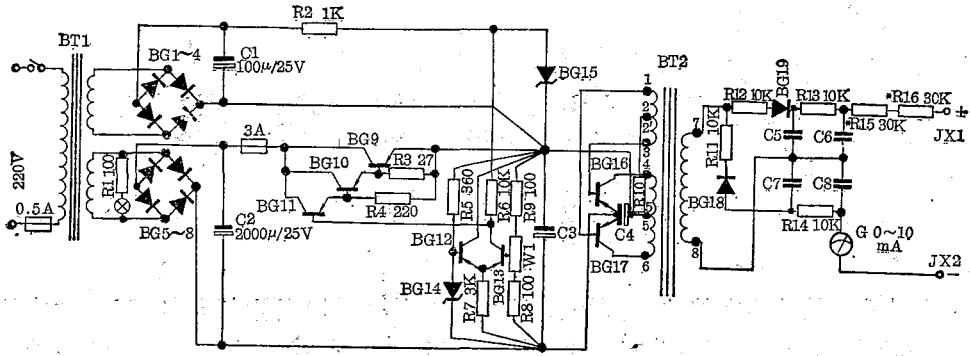 R2 1K
BT1
BG1~4
C1
100μ/25V
BG15
BT2
BG19
1
2
3
4
5
6
7
8
R12 10K
R13 10K
*R16 30K
*R15 30K
JX1
+
R11 10K
C5
C6
C7
C8
BG18
R14 10K
G 0~10
mA
JX2
220V
0.5A
R1 100
BG5~8
3A
BG9
BG10
R3 27
BG11
R4 220
C2
2000μ/25V
R5 360
R6 10K
R9 100
C3
BG12
BG13
W1
BG14
R7 3K
R8 100
BG16
R10
C4
BG17